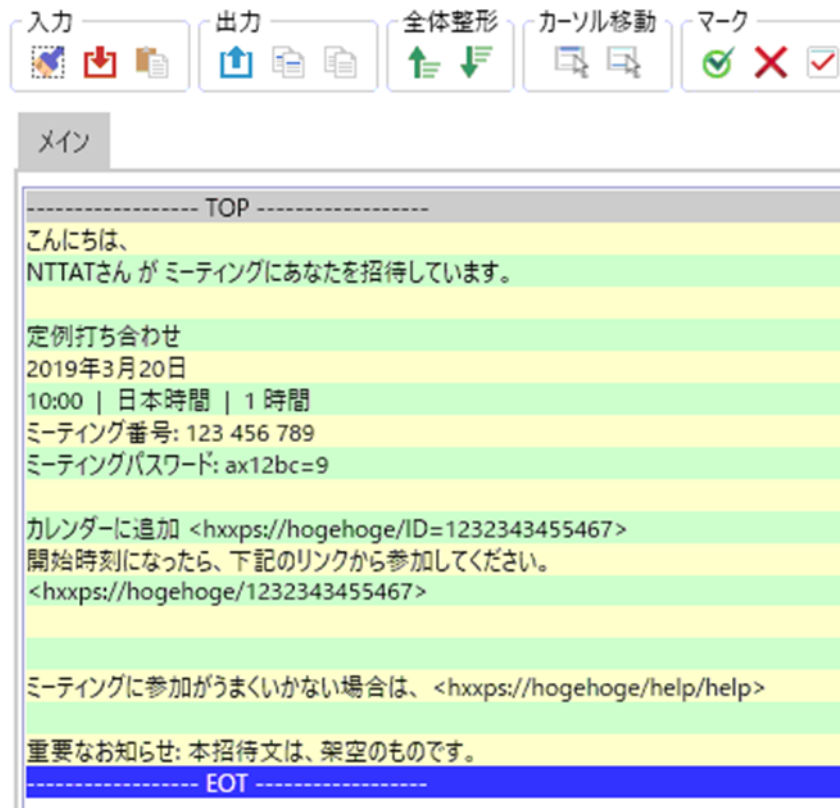 入力 出力 全体整形 カーソル移動 マーク
メイン
------------------ TOP ------------------
こんにちは、
NTTATさん が ミーティングにあなたを招待しています。
定例打ち合わせ
2019年3月20日
10:00 | 日本時間 | 1 時間
ミーティング番号: 123 456 789
ミーティングパスワード: ax12bc=9
カレンダーに追加 <hxxps://hogehoge/ID=1232343455467>
開始時刻になったら、下記のリンクから参加してください。
<hxxps://hogehoge/1232343455467>
ミーティングに参加がうまくいかない場合は、 <hxxps://hogehoge/help/help>
重要なお知らせ: 本招待文は、架空のものです。
------------------ EOT ------------------